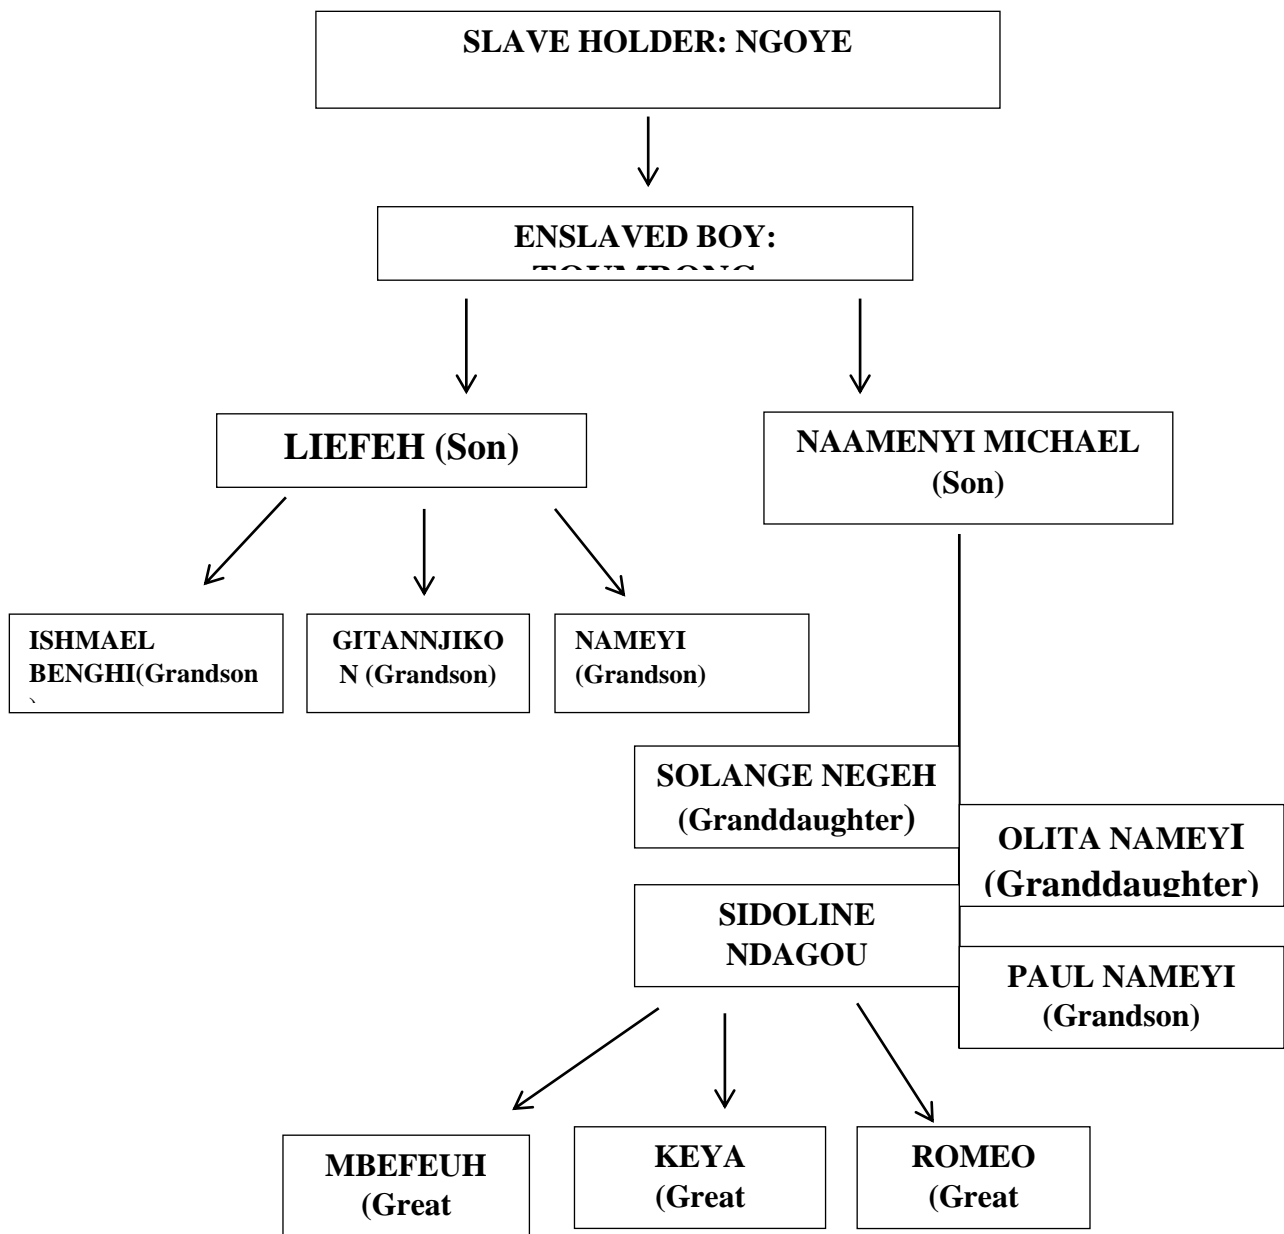 SLAVE HOLDER: NGOYE
ENSLAVED BOY:
LIEFEH (Son)
NAAMENYI MICHAEL
(Son)
ISHMAEL
BENGHI(Grandson
GITANNJIKO
N (Grandson)
NAMEYI
(Grandson)
SOLANGE NEGEH
(Granddaughter)
OLITA NAMEYI
(Granddaughter)
SIDOLINE
NDAGOU
PAUL NAMEYI
(Grandson)
MBEFEUH
(Great
KEYA
(Great
ROMEO
(Great